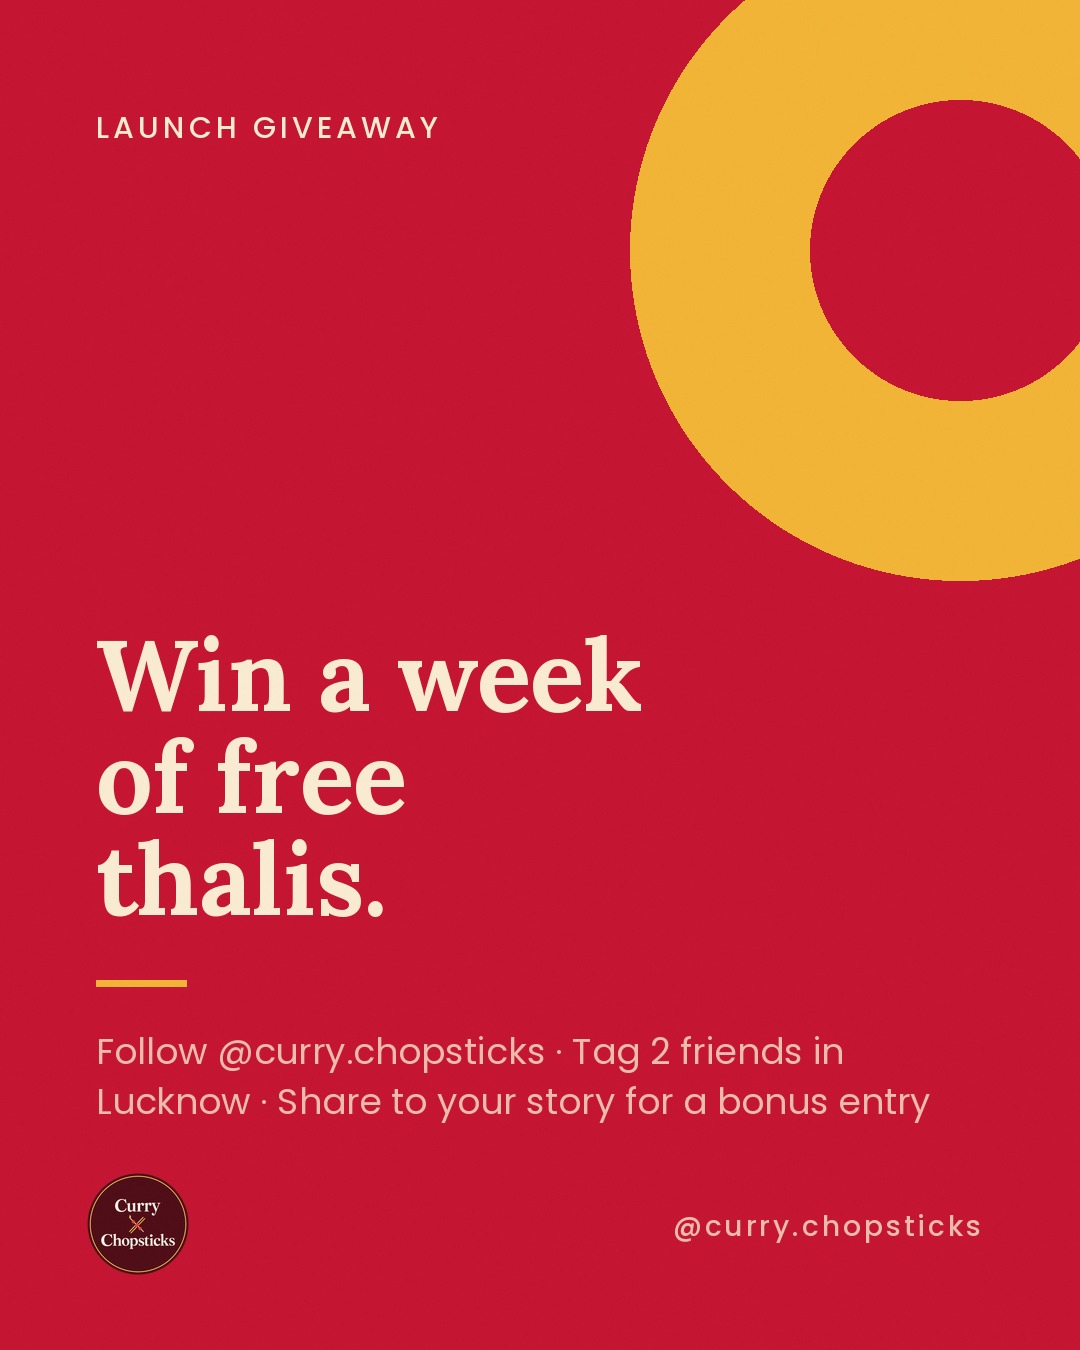 LAUNCH GIVEAWAY
Win a week
of free
thalis.
Follow @curry.chopsticks · Tag 2 friends in
Lucknow · Share to your story for a bonus entry
Curry
Chopsticks
@curry.chopsticks